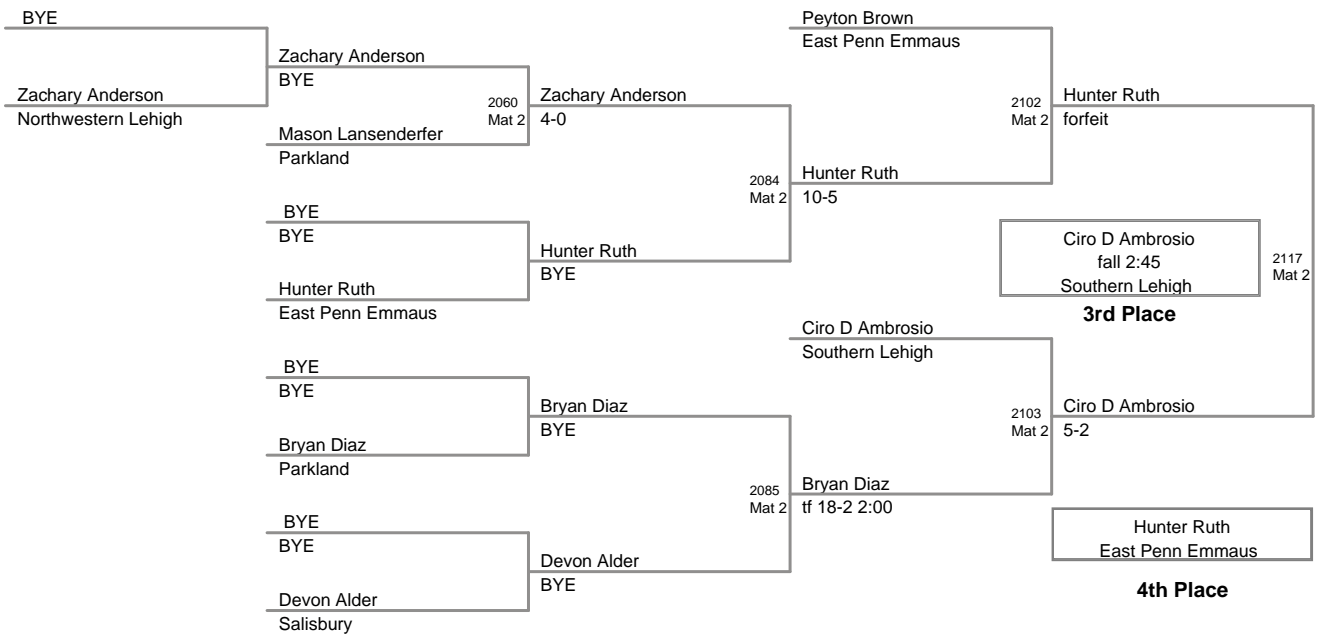 BYE
Zachary Anderson
Northwestern Lehigh
Zachary Anderson
BYE
Mason Lansenderfer
Parkland
BYE
BYE
Hunter Ruth
East Penn Emmaus
BYE
BYE
Bryan Diaz
Parkland
BYE
BYE
Devon Alder
Salisbury
2060
Mat 2
Zachary Anderson
4-0
Hunter Ruth
BYE
Bryan Diaz
BYE
Devon Alder
BYE
Peyton Brown
East Penn Emmaus
2084
Mat 2
Hunter Ruth
10-5
Ciro D Ambrosio
Southern Lehigh
2085
Mat 2
Bryan Diaz
tf 18-2 2:00
2102
Mat 2
Hunter Ruth
forfeit
2103
Mat 2
Ciro D Ambrosio
5-2
Ciro D Ambrosio
fall 2:45
Southern Lehigh
2117
Mat 2
3rd Place
Hunter Ruth
East Penn Emmaus
4th Place